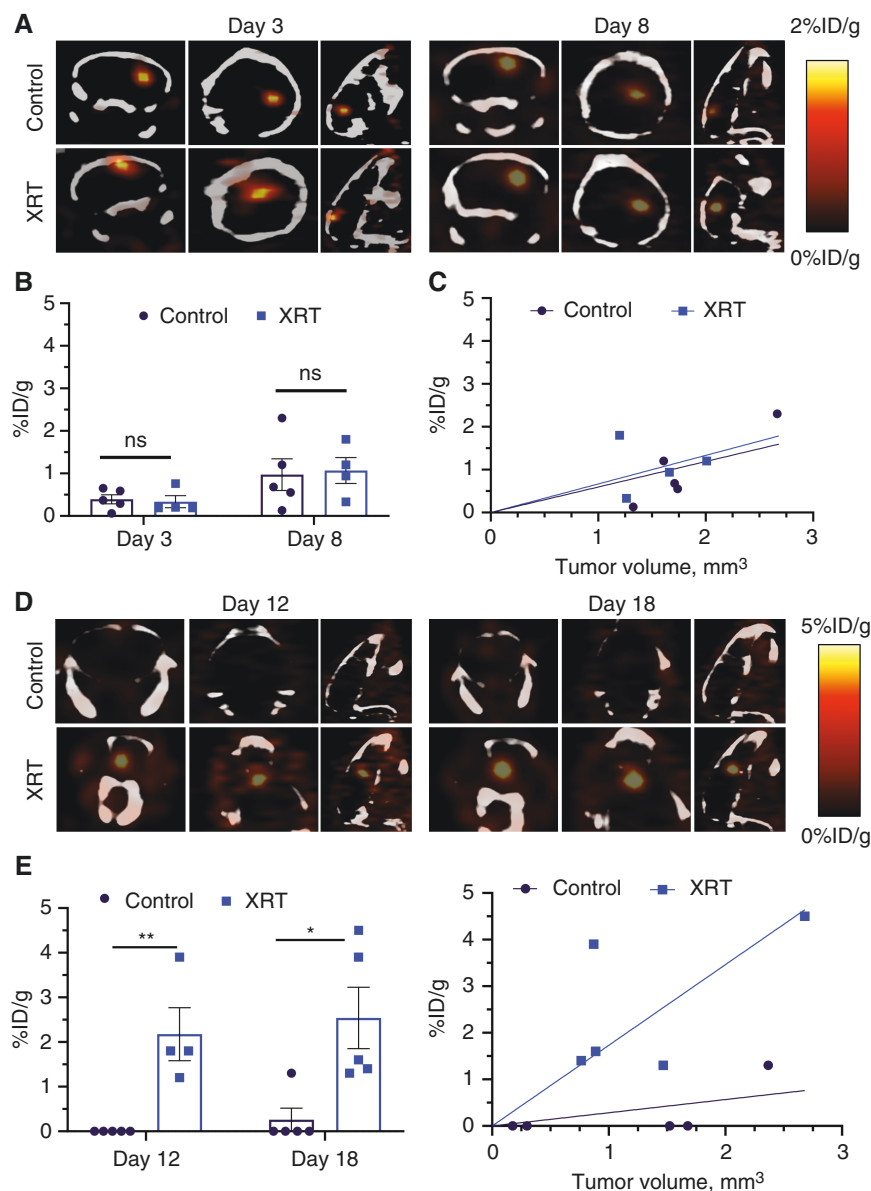 A
Day 3
Day 8
2%ID/g
Control
XRT
0%ID/g
B
5
4
3
2
1
0
%ID/g
Control
XRT
ns
ns
Day 3
Day 8
C
5
4
3
2
1
0
%ID/g
Control
XRT
0
1
2
3
Tumor volume, mm³
D
Day 12
Day 18
5%ID/g
Control
XRT
0%ID/g
E
5
4
3
2
1
0
%ID/g
Control
XRT
**
*
Day 12
Day 18
5
4
3
2
1
0
%ID/g
Control
XRT
0
1
2
3
Tumor volume, mm³